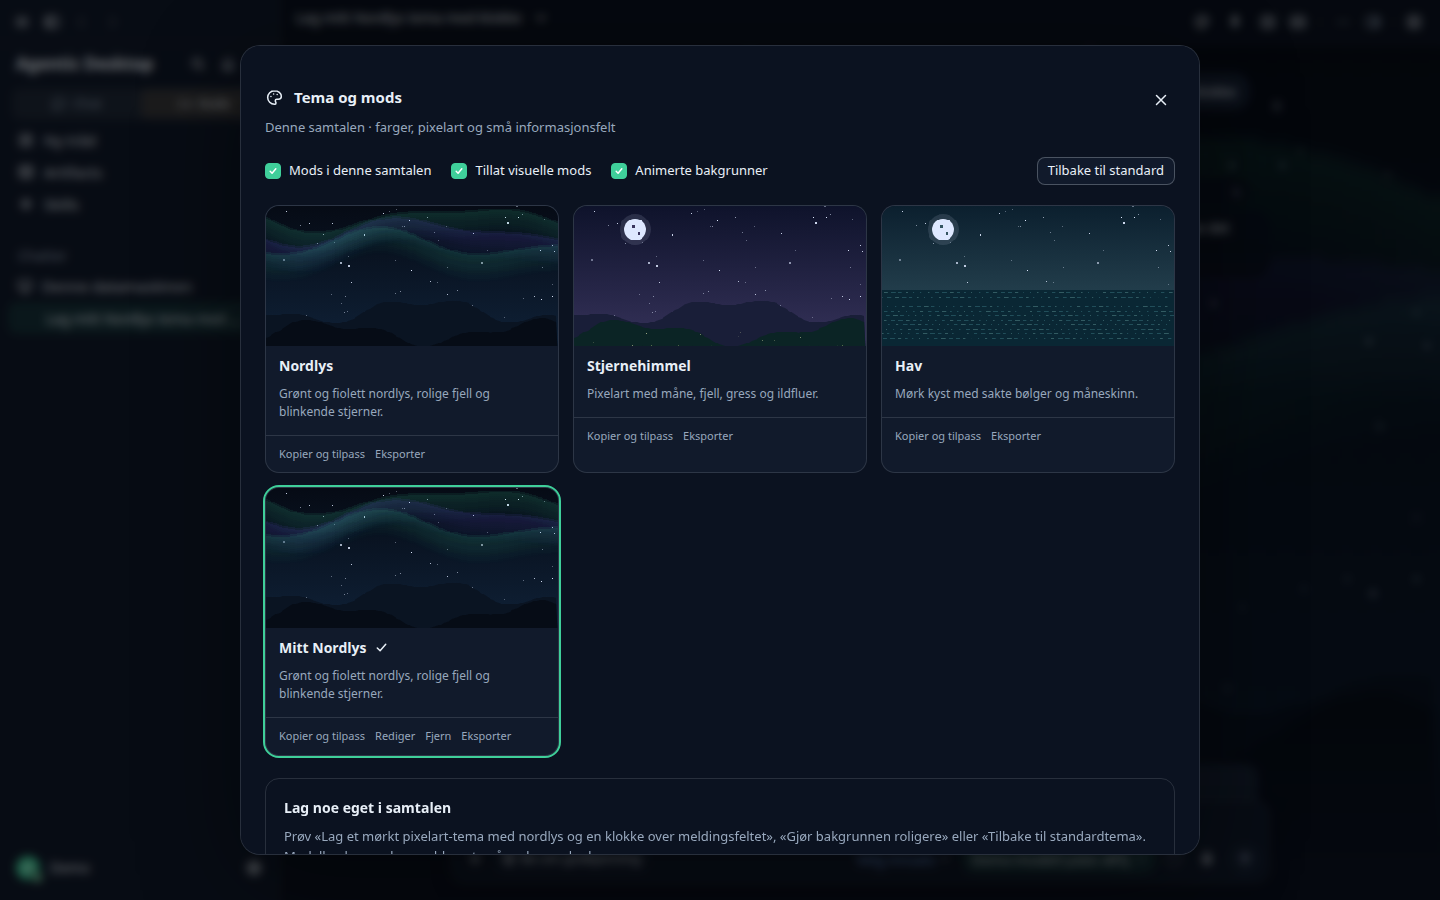 Tema og mods
Denne samtalen · farger, pixelart og små informasjonsfelt
Mods i denne samtalen
Tillat visuelle mods
Animerte bakgrunner
Tilbake til standard
Nordlys
Grønt og fiolett nordlys, rolige fjell og
blinkende stjerner.
Kopier og tilpass Eksporter
Stjernehimmel
Pixelart med måne, fjell, gress og ildfluer.
Kopier og tilpass Eksporter
Hav
Mørk kyst med sakte bølger og måneskinn.
Kopier og tilpass Eksporter
Mitt Nordlys
Grønt og fiolett nordlys, rolige fjell og
blinkende stjerner.
Kopier og tilpass Rediger Fjern Eksporter
Lag noe eget i samtalen
Prøv «Lag et mørkt pixelart-tema med nordlys og en klokke over meldingsfeltet», «Gjør bakgrunnen roligere» eller «Tilbake til standardtema».